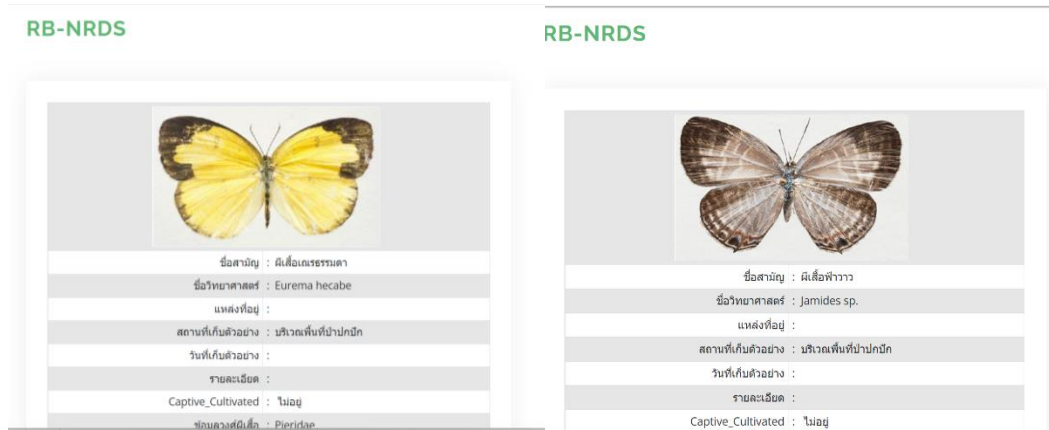 RB-NRDS
ชื่อสามัญ : ผีเสื้อเณรธรรมดา
ชื่อวิทยาศาสตร์ : Eurema hecabe
แหล่งที่อยู่ :
สถานที่เก็บตัวอย่าง : บริเวณพื้นที่ป่าปกปัก
วันที่เก็บตัวอย่าง :
รายละเอียด :
Captive_Cultivated : ไม่อยู่
: Pieridae
RB-NRDS
ชื่อสามัญ : ผีเสื้อฟ้าวาว
ชื่อวิทยาศาสตร์ : Jamides sp.
แหล่งที่อยู่ :
สถานที่เก็บตัวอย่าง : บริเวณพื้นที่ป่าปกปัก
วันที่เก็บตัวอย่าง :
รายละเอียด :
Captive_Cultivated : ไม่อยู่